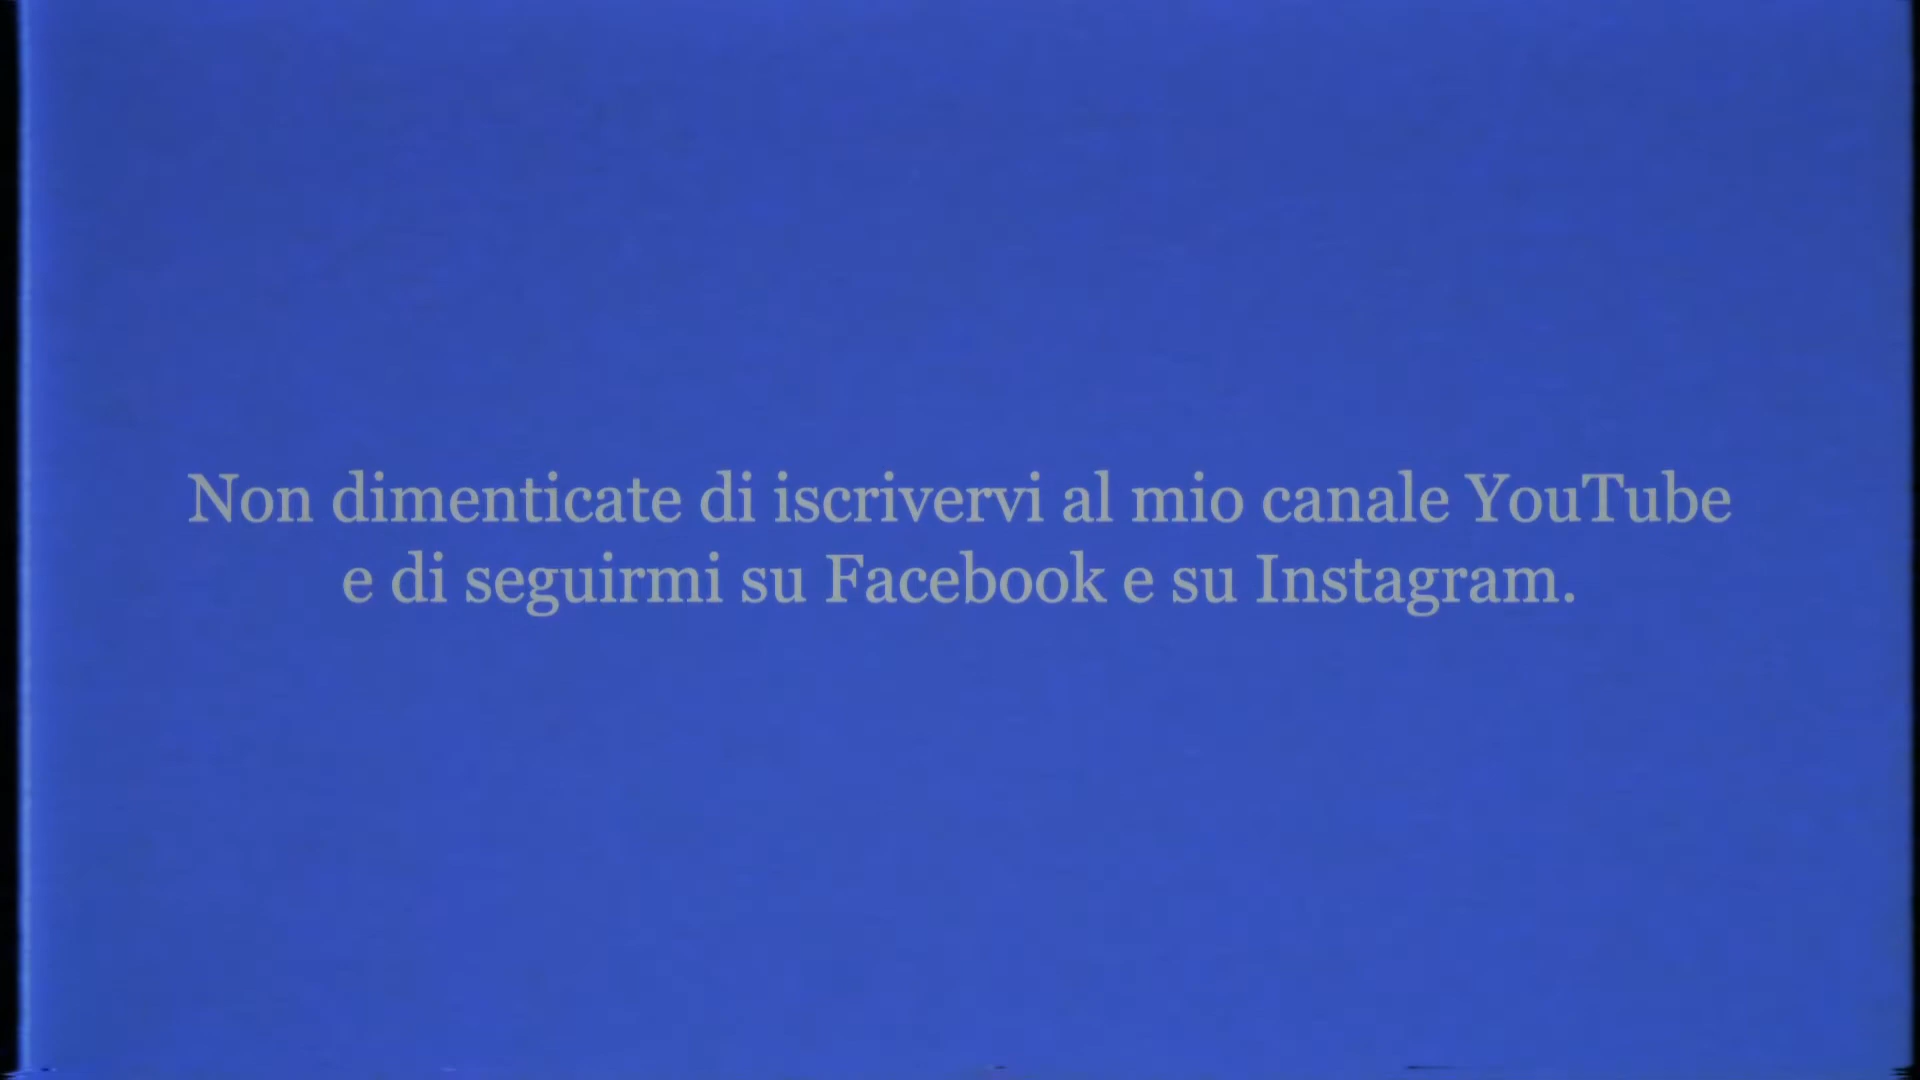 Non dimenticate di iscrivervi al mio canale YouTube
e di seguirmi su Facebook e su Instagram.